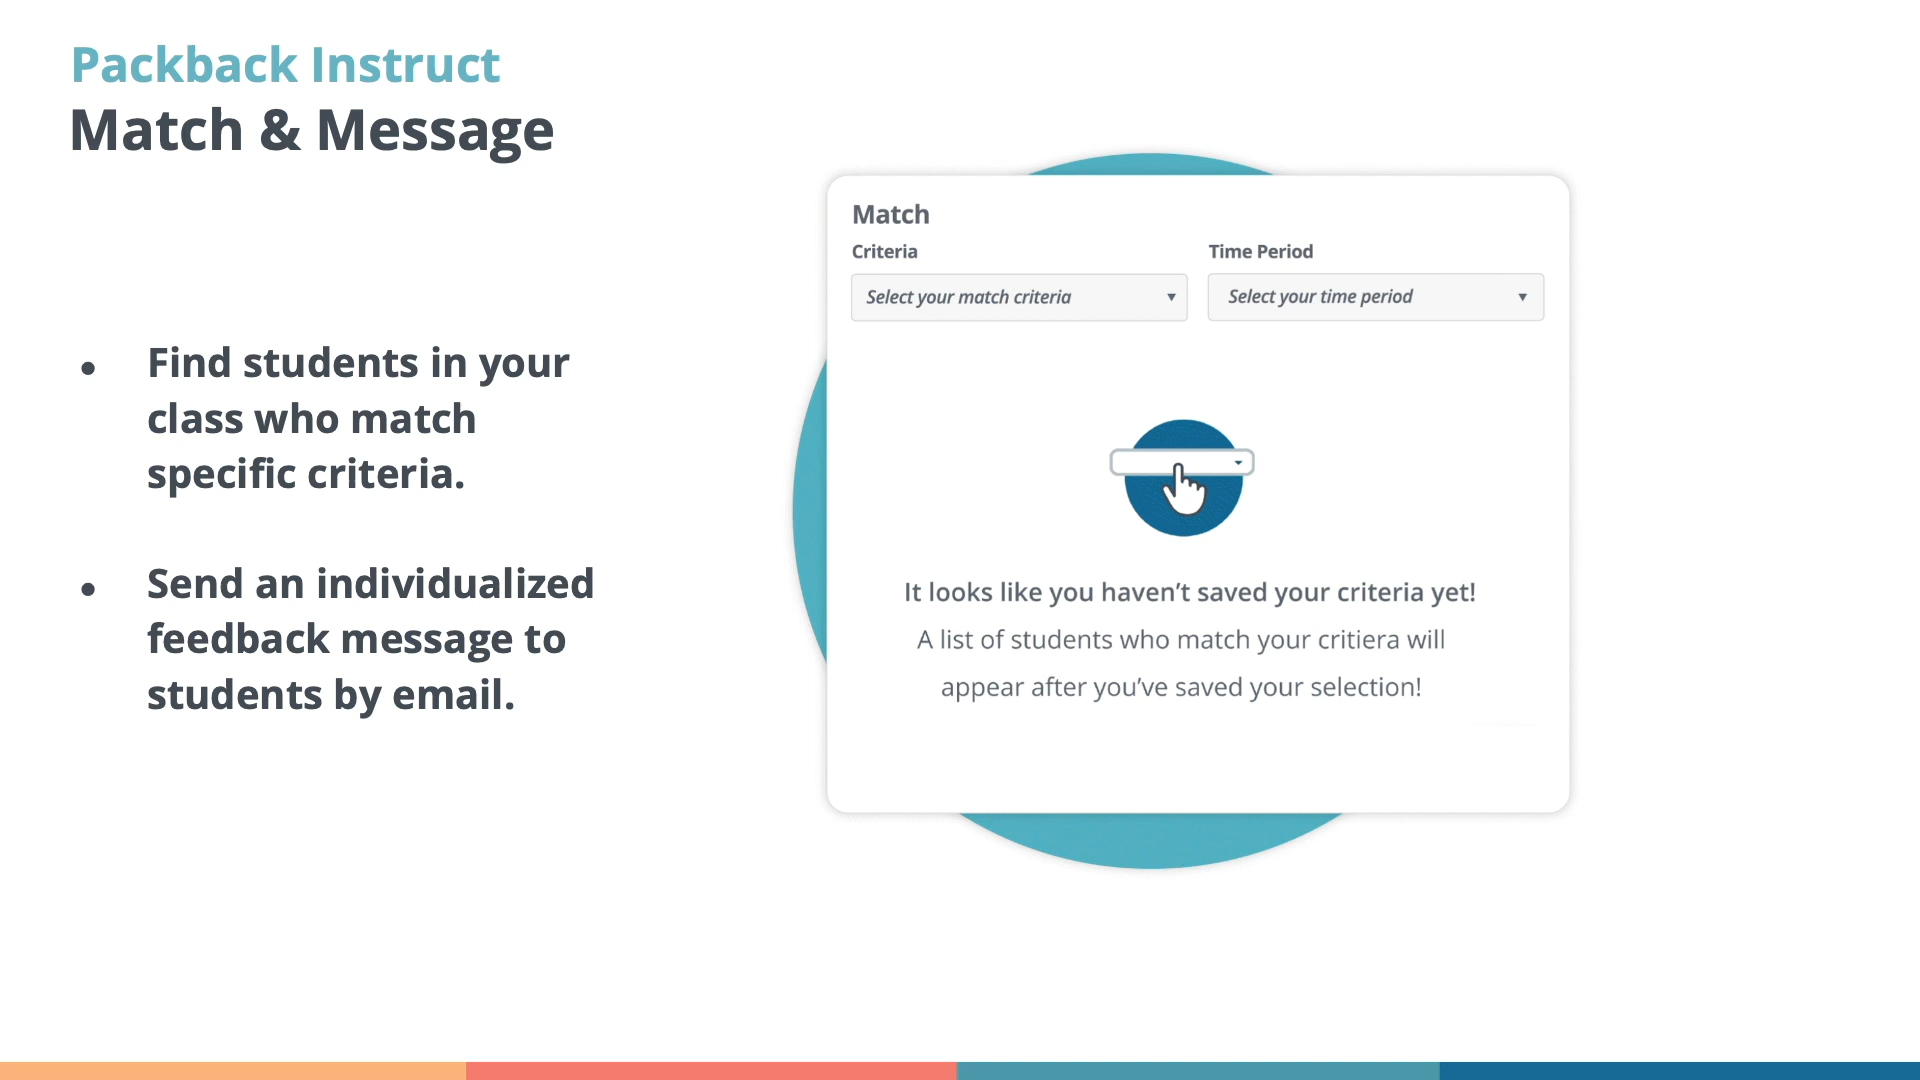 Packback Instruct
Match & Message
• Find students in your
class who match
specific criteria.
• Send an individualized
feedback message to
students by email.
Match
Criteria
Time Period
Select your match criteria
Select your time period
It looks like you haven’t saved your criteria yet!
A list of students who match your critiera will
appear after you’ve saved your selection!